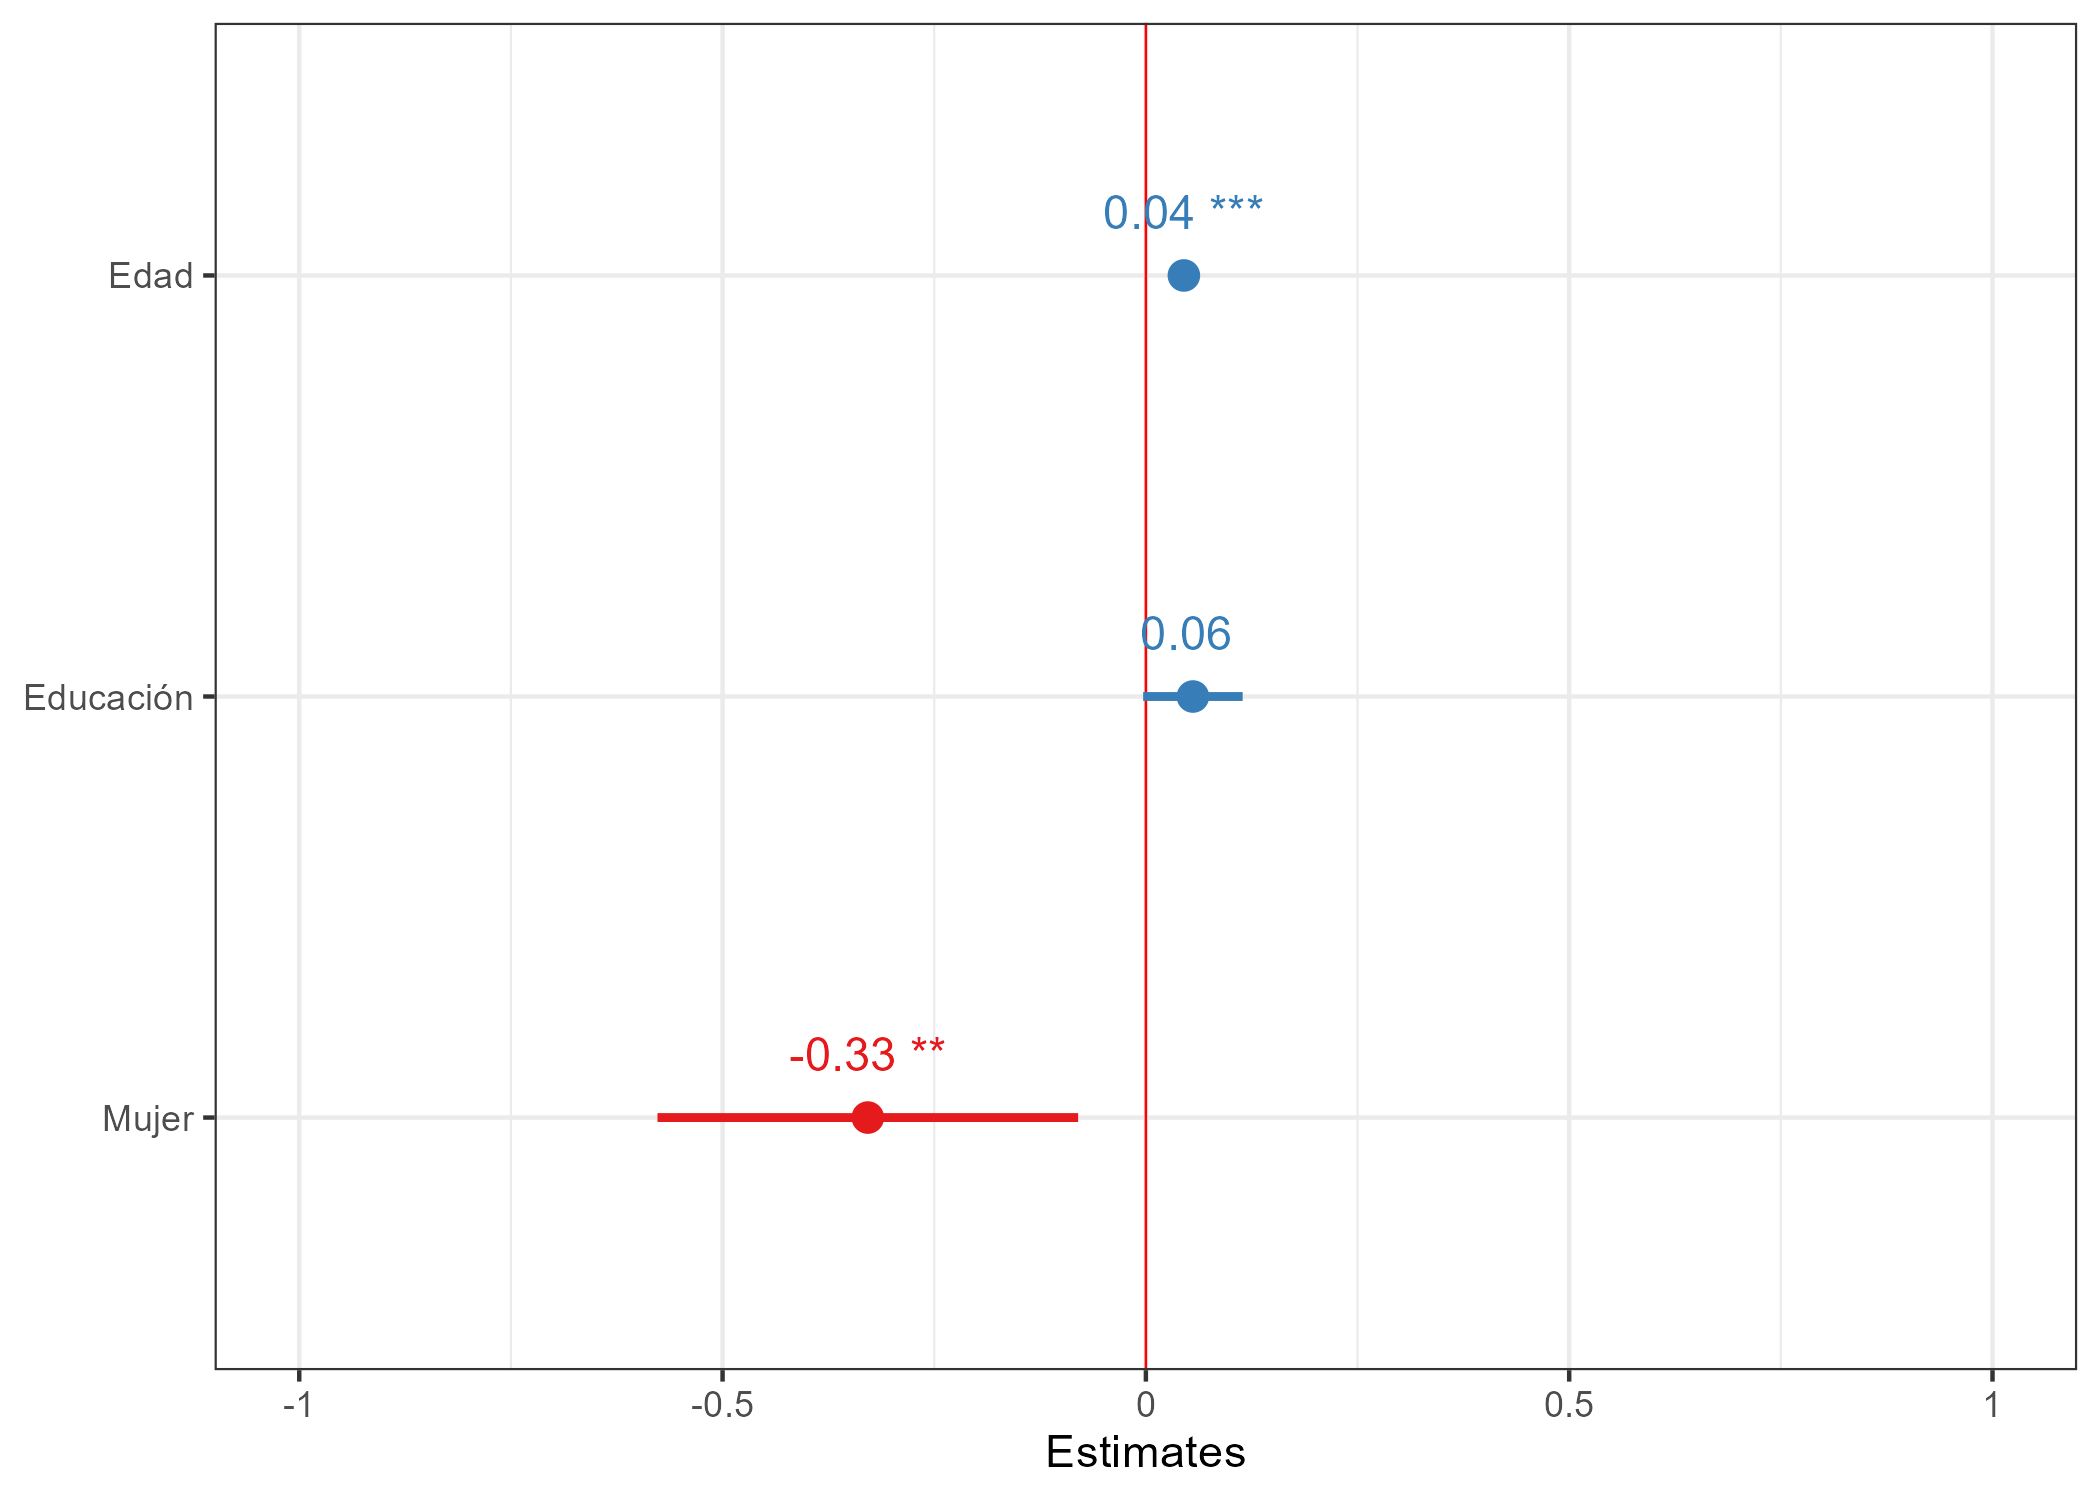 0.04 ***
Edad
0.06
Educación
-0.33 **
Mujer
-1 -0.5 0 0.5 1
Estimates